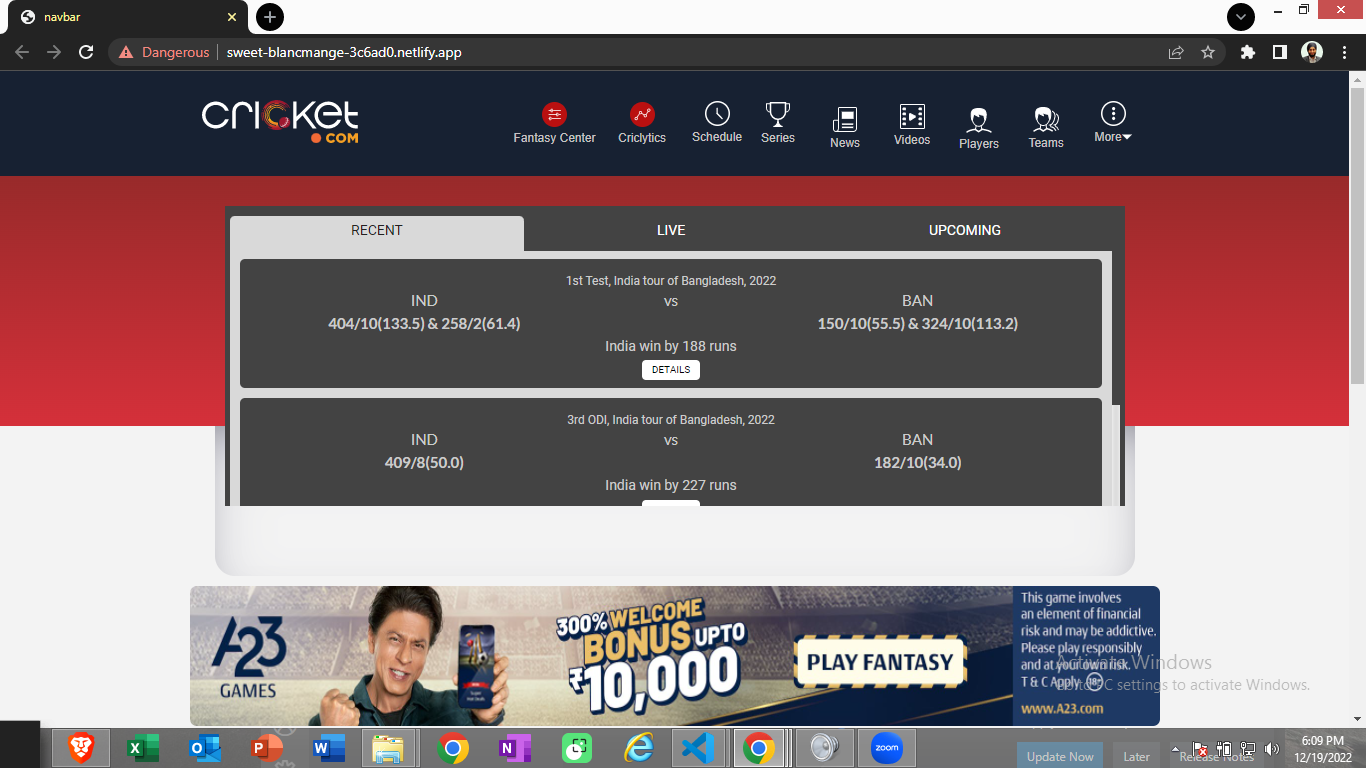 navbar
Dangerous
sweet-blancmange-3c6ad0.netlify.app
cricket
.COM
Fantasy Center
Criclytics
Schedule
Series
News
Videos
Players
Teams
More
RECENT
LIVE
UPCOMING
1st Test, India tour of Bangladesh, 2022
IND
vs
BAN
404/10(133.5) & 258/2(61.4)
150/10(55.5) & 324/10(113.2)
India win by 188 runs
DETAILS
3rd ODI, India tour of Bangladesh, 2022
IND
vs
BAN
409/8(50.0)
182/10(34.0)
India win by 227 runs
A23
GAMES
300% WELCOME
BONUS UPTO
₹10,000
PLAY FANTASY
This game involves
an element of financial
risk and may be addictive.
Please play responsibly
and at your own risk.
T & C Apply 18+
www.A23.com
Activate Windows
Go to PC settings to activate Windows.
zoom
Update Now
Later
Release Notes
6:09 PM
12/19/2022